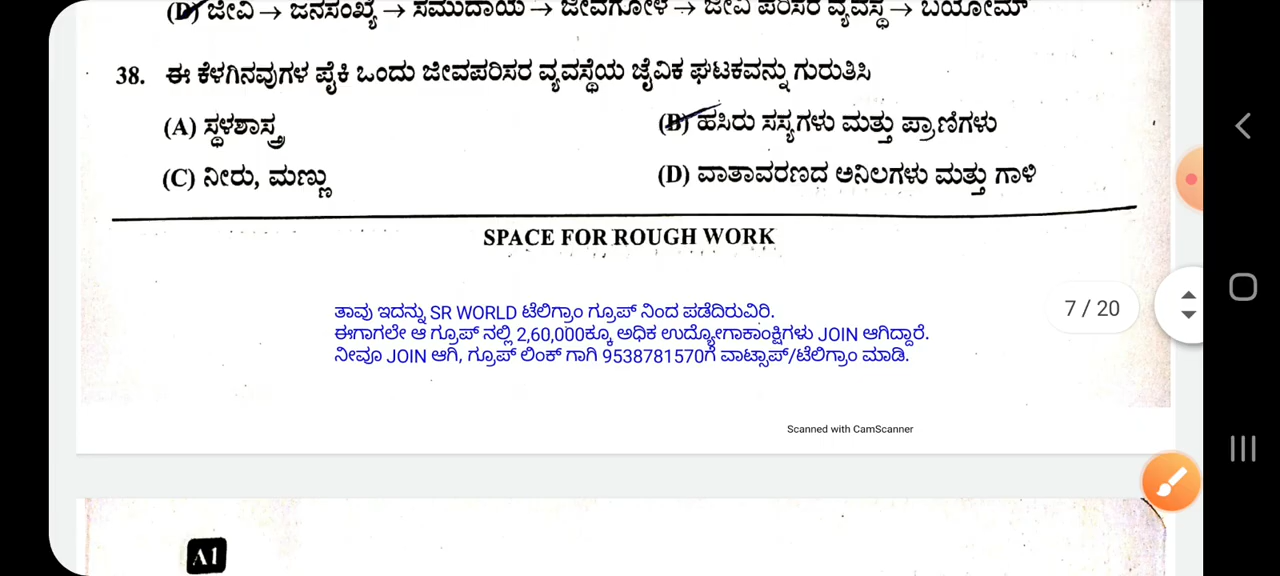 (D) ಜೀವಿ → ಜನಸಂಖ್ಯೆ → ಸಮುದಾಯ → ಜೀವಗೋಳ → ಜೀವಿ ಪರಿಸರ ವ್ಯವಸ್ಥೆ → ಬಯೋಮ್
38. ಈ ಕೆಳಗಿನವುಗಳ ಪೈಕಿ ಒಂದು ಜೀವಪರಿಸರ ವ್ಯವಸ್ಥೆಯ ಜೈವಿಕ ಘಟಕವನ್ನು ಗುರುತಿಸಿ
(A) ಸ್ಥಳಶಾಸ್ತ್ರ (B) ಹಸಿರು ಸಸ್ಯಗಳು ಮತ್ತು ಪ್ರಾಣಿಗಳು
(C) ನೀರು, ಮಣ್ಣು (D) ವಾತಾವರಣದ ಅನಿಲಗಳು ಮತ್ತು ಗಾಳಿ
SPACE FOR ROUGH WORK
ತಾವು ಇದನ್ನು SR WORLD ಟೆಲಿಗ್ರಾಂ ಗ್ರೂಪ್ ನಿಂದ ಪಡೆದಿರುವಿರಿ.
ಈಗಾಗಲೇ ಆ ಗ್ರೂಪ್ ನಲ್ಲಿ 2,60,000ಕ್ಕೂ ಅಧಿಕ ಉದ್ಯೋಗಾಕಾಂಕ್ಷಿಗಳು JOIN ಆಗಿದ್ದಾರೆ.
ನೀವೂ JOIN ಆಗಿ, ಗ್ರೂಪ್ ಲಿಂಕ್ ಗಾಗಿ 9538781570ಗೆ ವಾಟ್ಸಾಪ್/ಟೆಲಿಗ್ರಾಂ ಮಾಡಿ.
7 / 20
Scanned with CamScanner
A1